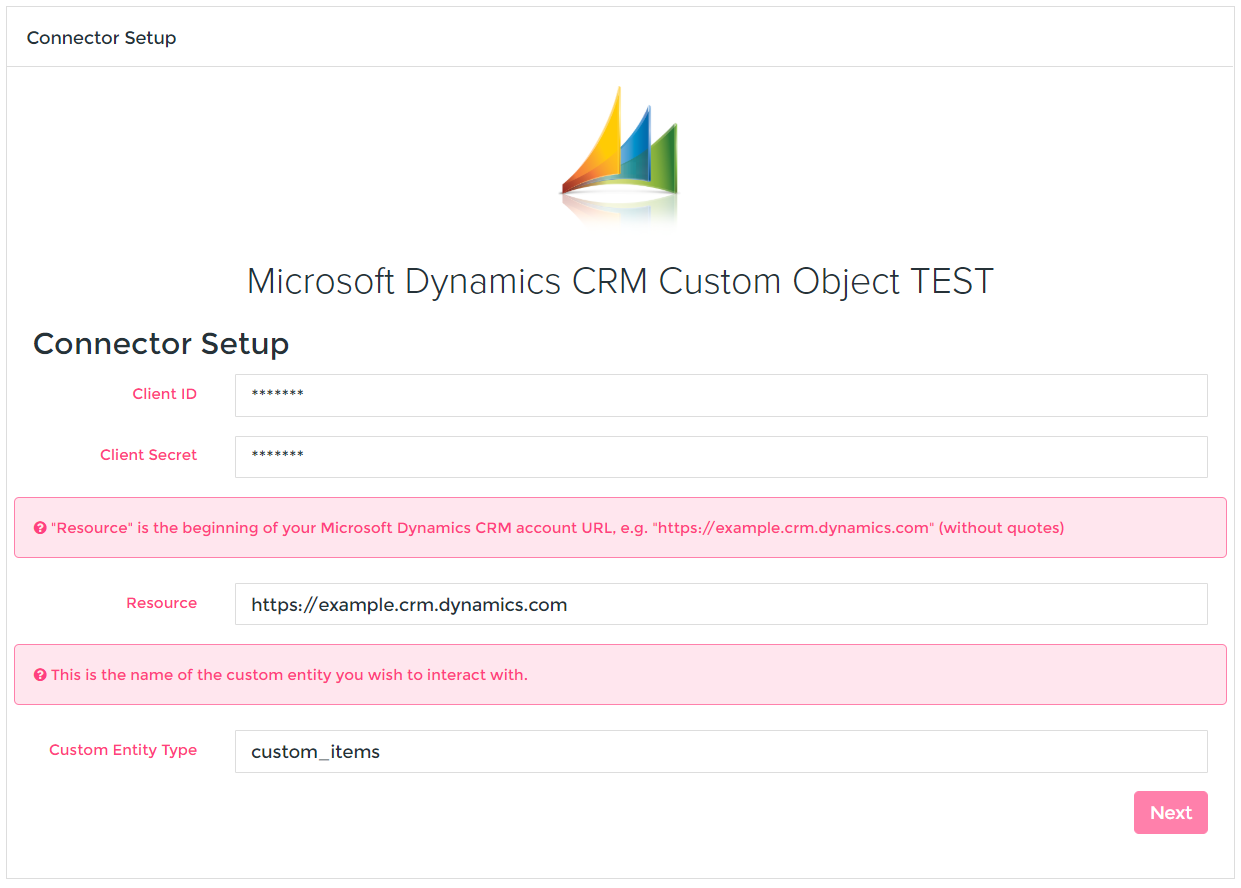 Connector Setup
Microsoft Dynamics CRM Custom Object TEST
Connector Setup
Client ID
*******
Client Secret
*******
"Resource" is the beginning of your Microsoft Dynamics CRM account URL, e.g. "https://example.crm.dynamics.com" (without quotes)
Resource
https://example.crm.dynamics.com
This is the name of the custom entity you wish to interact with.
Custom Entity Type
custom_items
Next